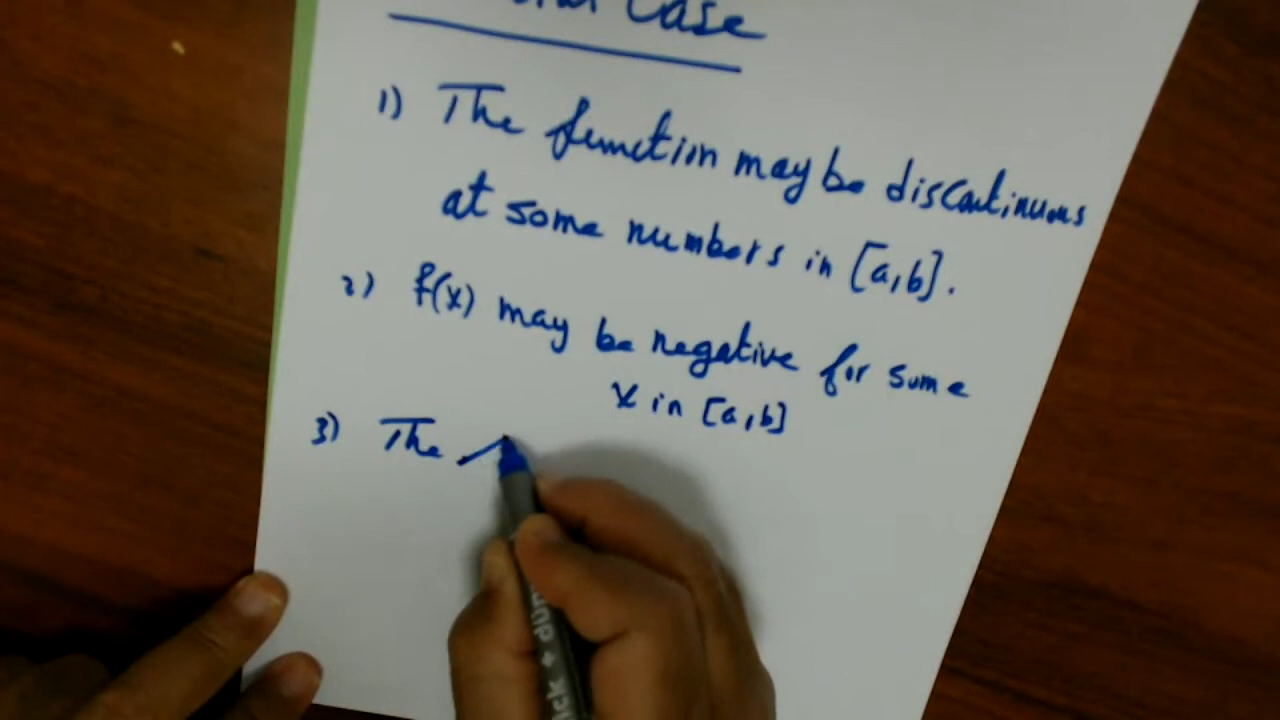 Case
1) The function may be discontinuous
at some numbers in [a,b].
2) f(x) may be negative for some
x in [a,b]
3) The